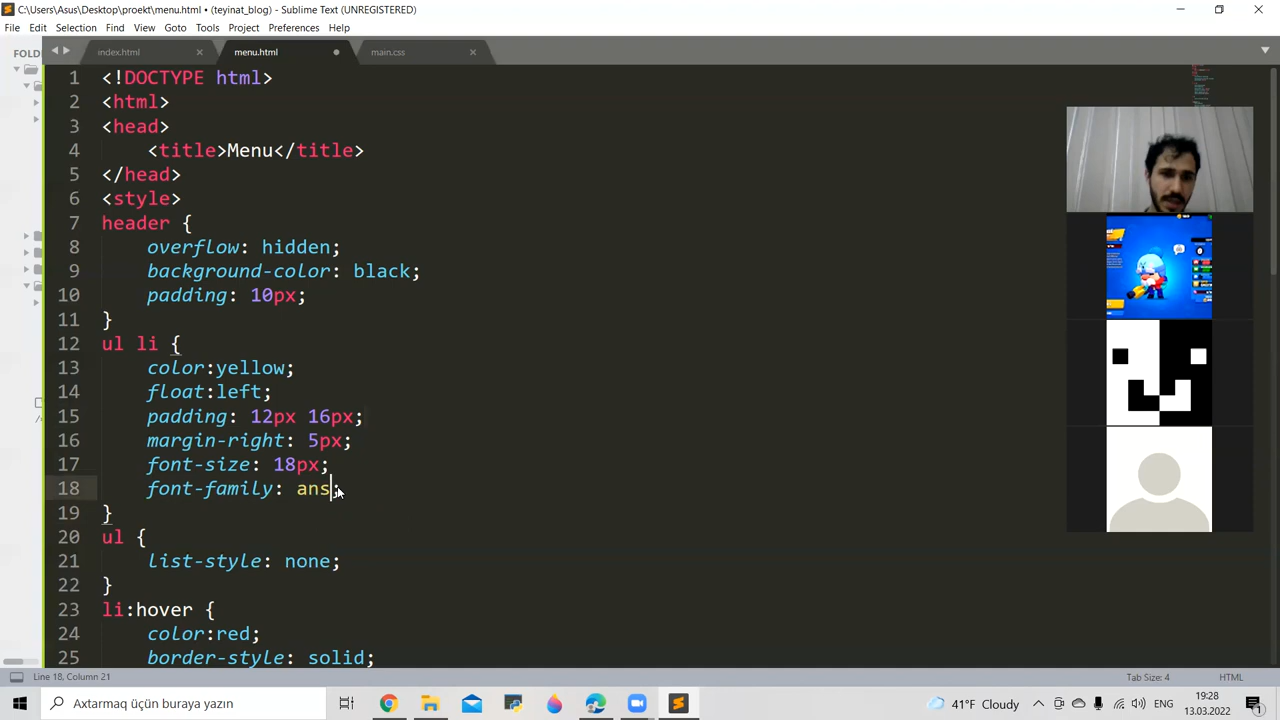 C:\Users\Asus\Desktop\proekt\menu.html • (teyinat_blog) - Sublime Text (UNREGISTERED)
File Edit Selection Find View Goto Tools Project Preferences Help
FOLD
index.html
menu.html
main.css
1 <!DOCTYPE html>
2 <html>
3 <head>
4 <title>Menu</title>
5 </head>
6 <style>
7 header {
8 overflow: hidden;
9 background-color: black;
10 padding: 10px;
11 }
12 ul li {
13 color:yellow;
14 float:left;
15 padding: 12px 16px;
16 margin-right: 5px;
17 font-size: 18px;
18 font-family: ans;
19 }
20 ul {
21 list-style: none;
22 }
23 li:hover {
24 color:red;
25 border-style: solid;
Line 18, Column 21
Tab Size: 4
HTML
Axtarmaq üçün buraya yazın
41°F Cloudy
ENG
19:28
13.03.2022